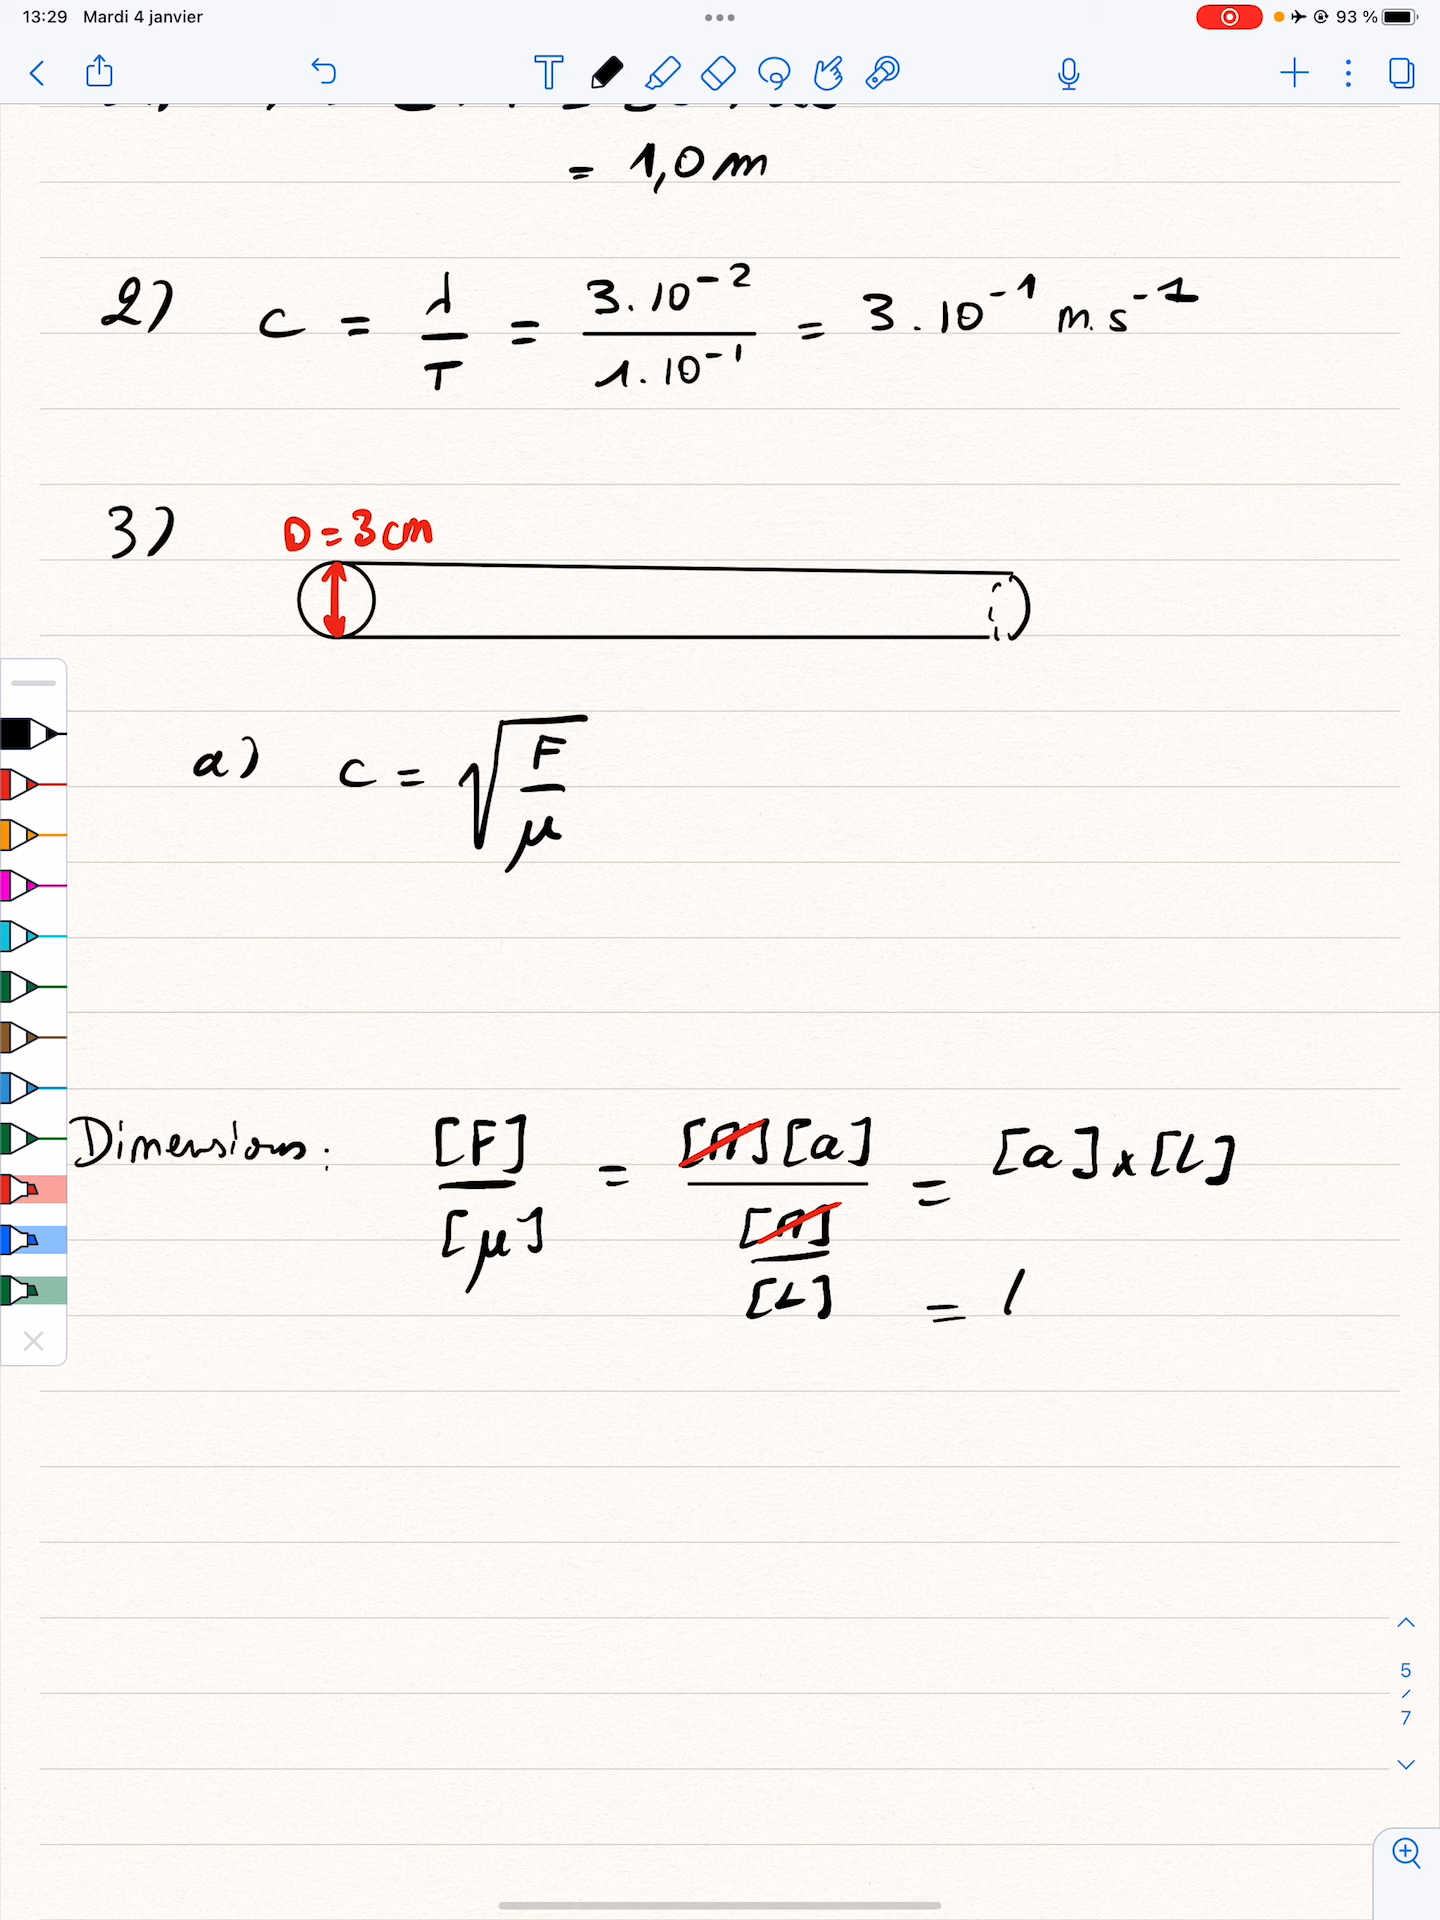 13:29 Mardi 4 janvier 93 %
= 1,0 m
2) c = λ/T = 3.10⁻²/1.10⁻¹ = 3.10⁻¹ m.s⁻¹
3) D = 3 cm
a) c = √(F/μ)
Dimensions: [F]/[μ] = [M][a]/([M]/[L]) = [a]x[L]
=
5
/
7